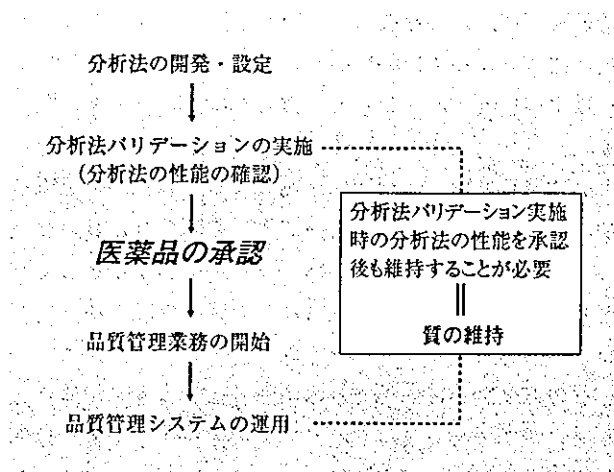 分析法の開発・設定
分析法バリデーションの実施
(分析法の性能の確認)
医薬品の承認
品質管理業務の開始
品質管理システムの運用
分析法バリデーション実施
時の分析法の性能を承認
後も維持することが必要
質の維持